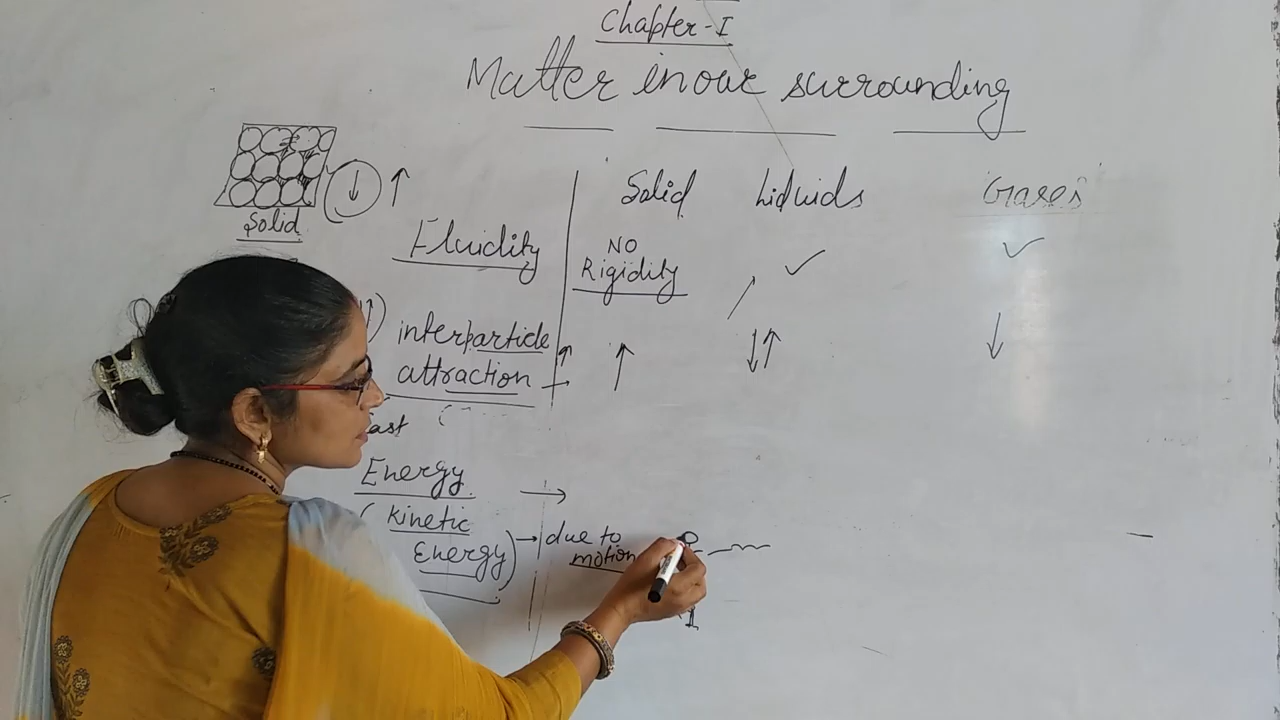 Chapter-I
Matter in our surrounding
Solid Liquids Gases
Solid
Fluidity
NO
Rigidity
interparticle
attraction
Energy
(Kinetic
Energy)
due to
motion